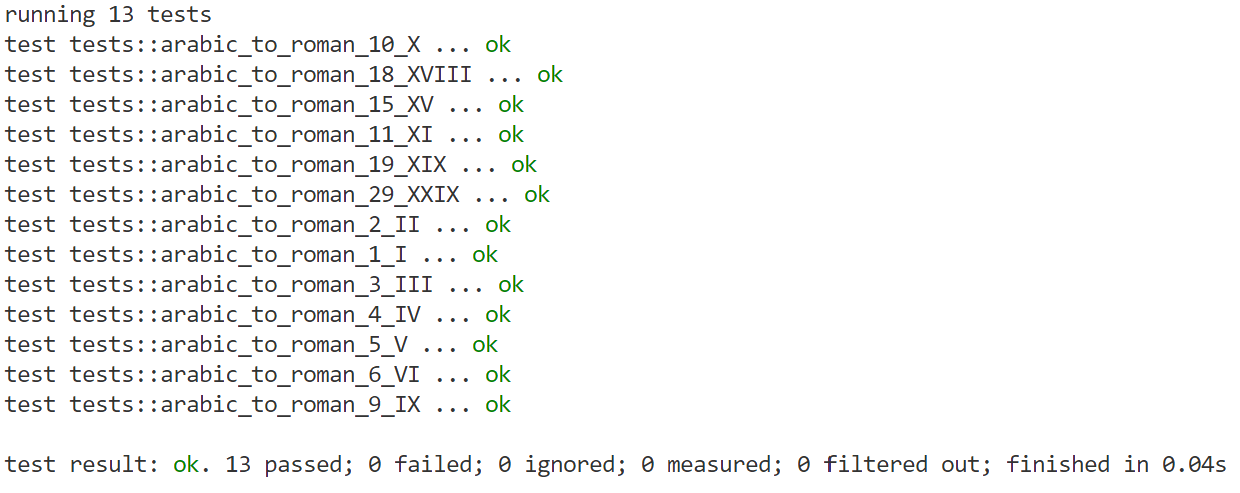 running 13 tests
test tests::arabic_to_roman_10_X ... ok
test tests::arabic_to_roman_18_XVIII ... ok
test tests::arabic_to_roman_15_XV ... ok
test tests::arabic_to_roman_11_XI ... ok
test tests::arabic_to_roman_19_XIX ... ok
test tests::arabic_to_roman_29_XXIX ... ok
test tests::arabic_to_roman_2_II ... ok
test tests::arabic_to_roman_1_I ... ok
test tests::arabic_to_roman_3_III ... ok
test tests::arabic_to_roman_4_IV ... ok
test tests::arabic_to_roman_5_V ... ok
test tests::arabic_to_roman_6_VI ... ok
test tests::arabic_to_roman_9_IX ... ok
test result: ok. 13 passed; 0 failed; 0 ignored; 0 measured; 0 filtered out; finished in 0.04s